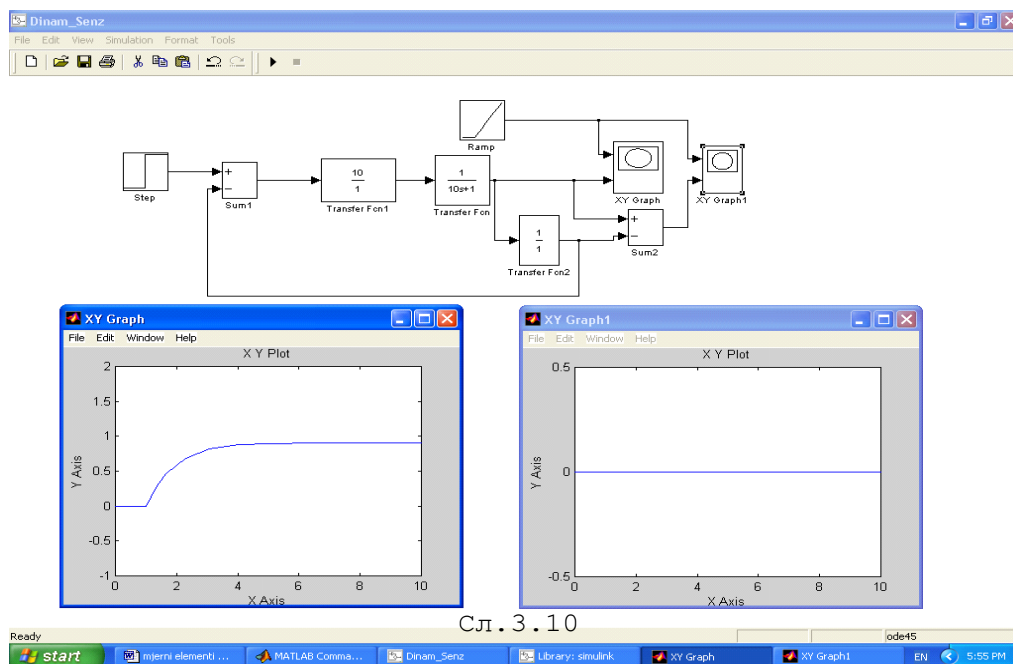 Dinam_Senz
File Edit View Simulation Format Tools
Ramp
Step
+
−
Sum1
10
1
Transfer Fcn1
1
10s+1
Transfer Fcn
XY Graph
XY Graph1
1
1
Transfer Fcn2
+
−
Sum2
XY Graph
File Edit Window Help
X Y Plot
2
1.5
1
0.5
0
-0.5
-1
0 2 4 6 8 10
Y Axis
X Axis
XY Graph1
File Edit Window Help
X Y Plot
0.5
0
-0.5
0 2 4 6 8 10
Y Axis
X Axis
Сл.3.10
Ready ode45
start mjerni elementi ... MATLAB Comma... Dinam_Senz Library: simulink XY Graph XY Graph1 EN 5:55 PM